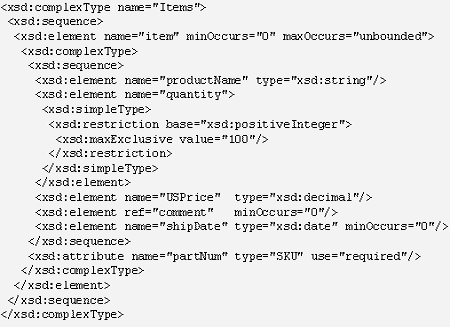 <xsd:complexType name="Items">
<xsd:sequence>
<xsd:element name="item" minOccurs="0" maxOccurs="unbounded">
<xsd:complexType>
<xsd:sequence>
<xsd:element name="productName" type="xsd:string"/>
<xsd:element name="quantity">
<xsd:simpleType>
<xsd:restriction base="xsd:positiveInteger">
<xsd:maxExclusive value="100"/>
</xsd:restriction>
</xsd:simpleType>
</xsd:element>
<xsd:element name="USPrice"  type="xsd:decimal"/>
<xsd:element ref="comment"   minOccurs="0"/>
<xsd:element name="shipDate" type="xsd:date" minOccurs="0"/>
</xsd:sequence>
<xsd:attribute name="partNum" type="SKU" use="required"/>
</xsd:complexType>
</xsd:element>
</xsd:sequence>
</xsd:complexType>